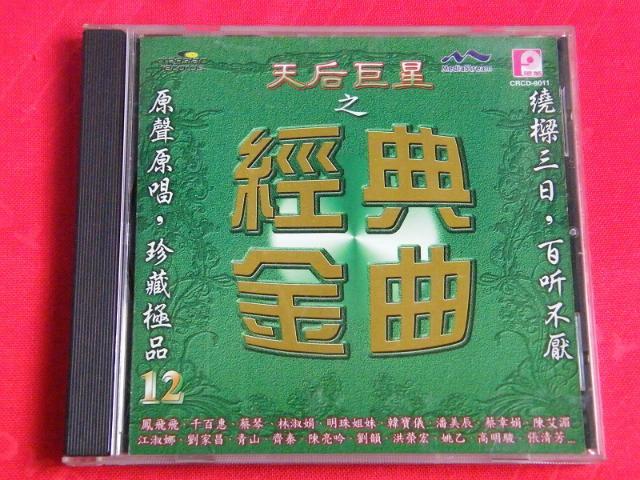 MediaStream
CRCD-9011
天后巨星
之
經典
金曲
繞樑三日，百听不厭
原聲原唱，珍藏極品
12
鳳飛飛·千百惠·蔡琴·林淑娟·明珠姐妹·韓寶儀·潘美辰·蔡幸娟·陳艾湄
江淑娜·劉家昌·青山·齊秦·陳亮吟·劉韻·洪榮宏·姚乙·高明駿·張清芳...